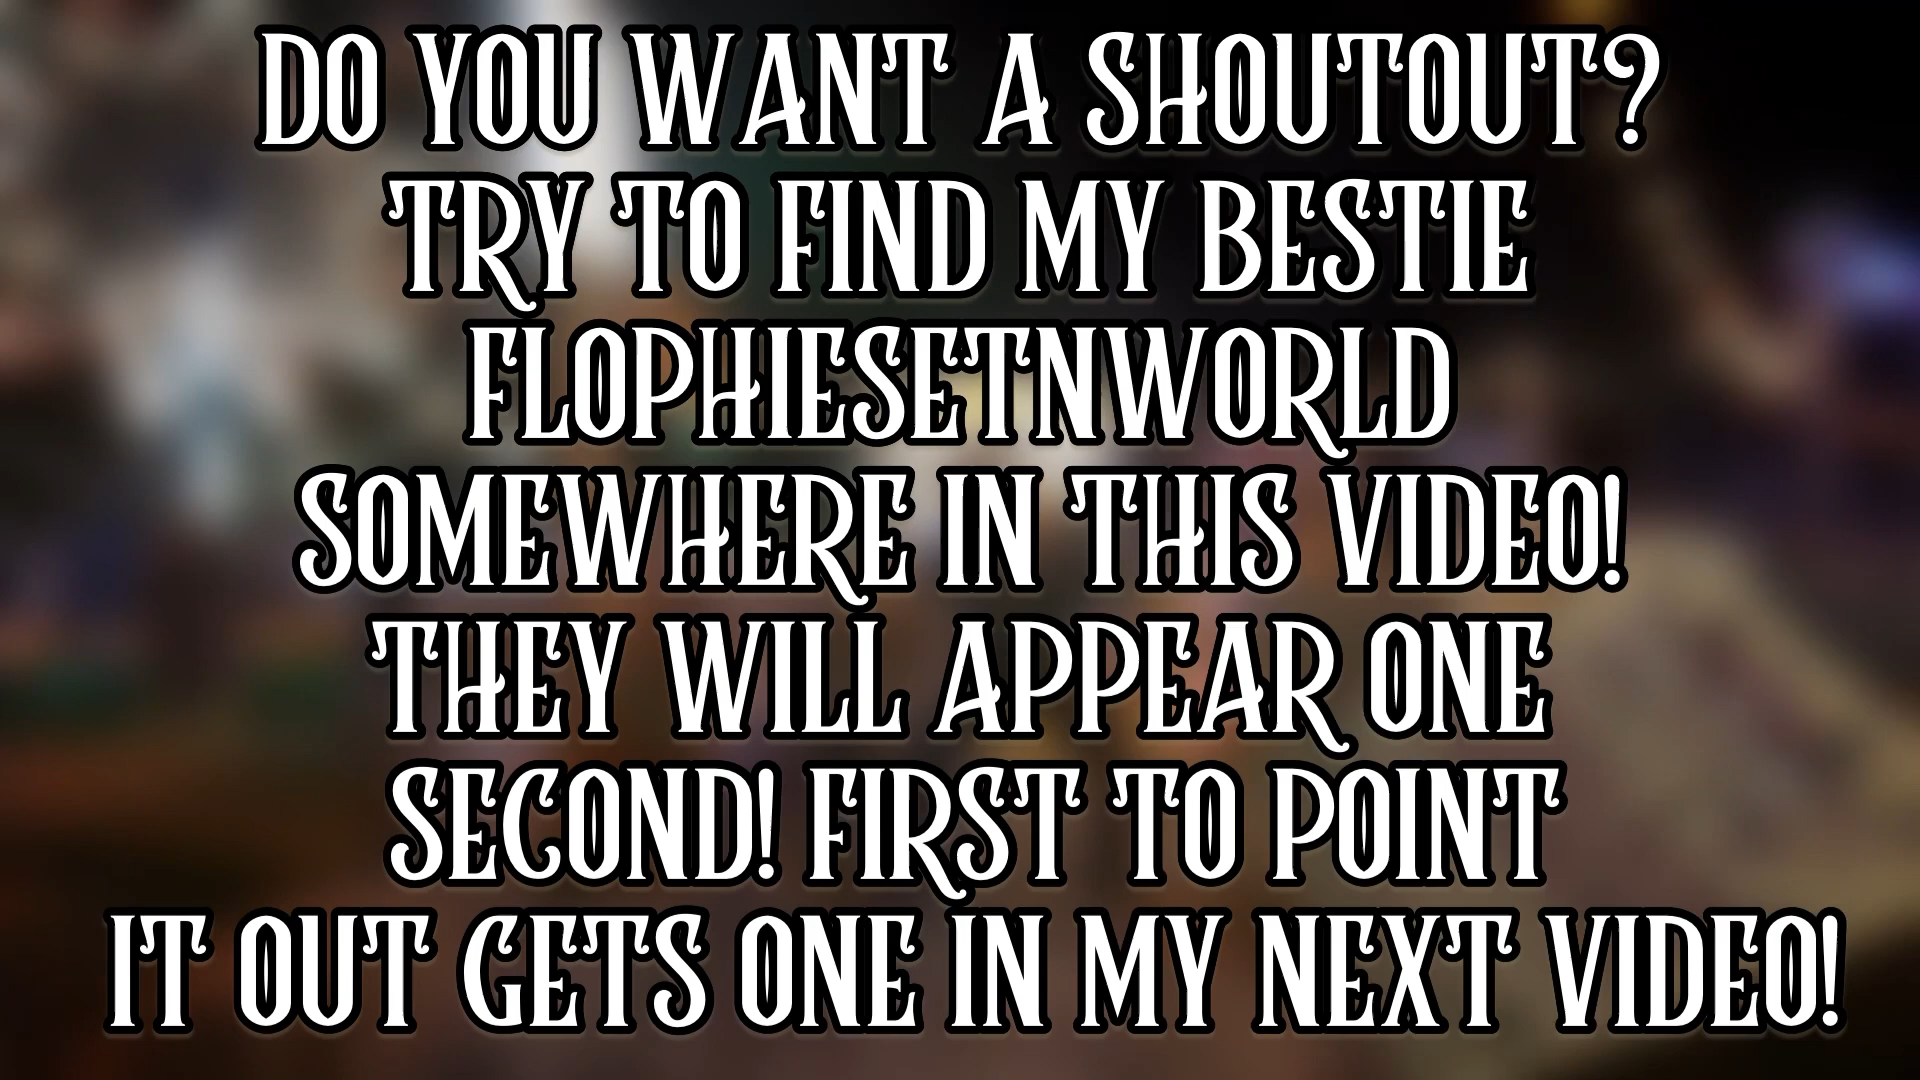 DO YOU WANT A SHOUTOUT?
TRY TO FIND MY BESTIE
FLOPHIESETNWORLD
SOMEWHERE IN THIS VIDEO!
THEY WILL APPEAR ONE
SECOND! FIRST TO POINT
IT OUT GETS ONE IN MY NEXT VIDEO!